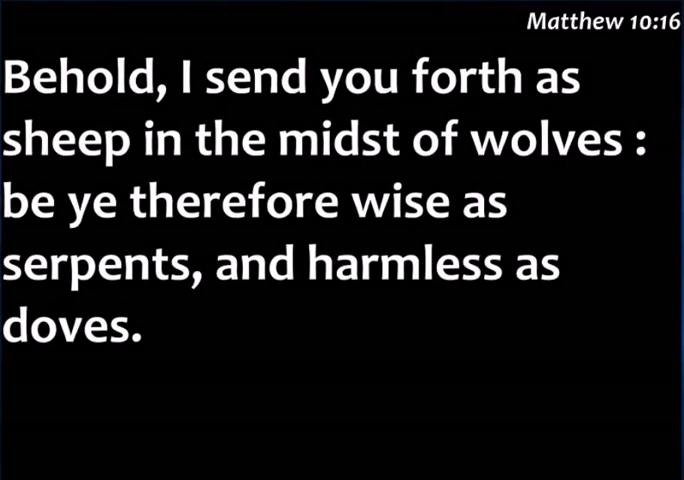 Matthew 10:16
Behold, I send you forth as
sheep in the midst of wolves :
be ye therefore wise as
serpents, and harmless as
doves.